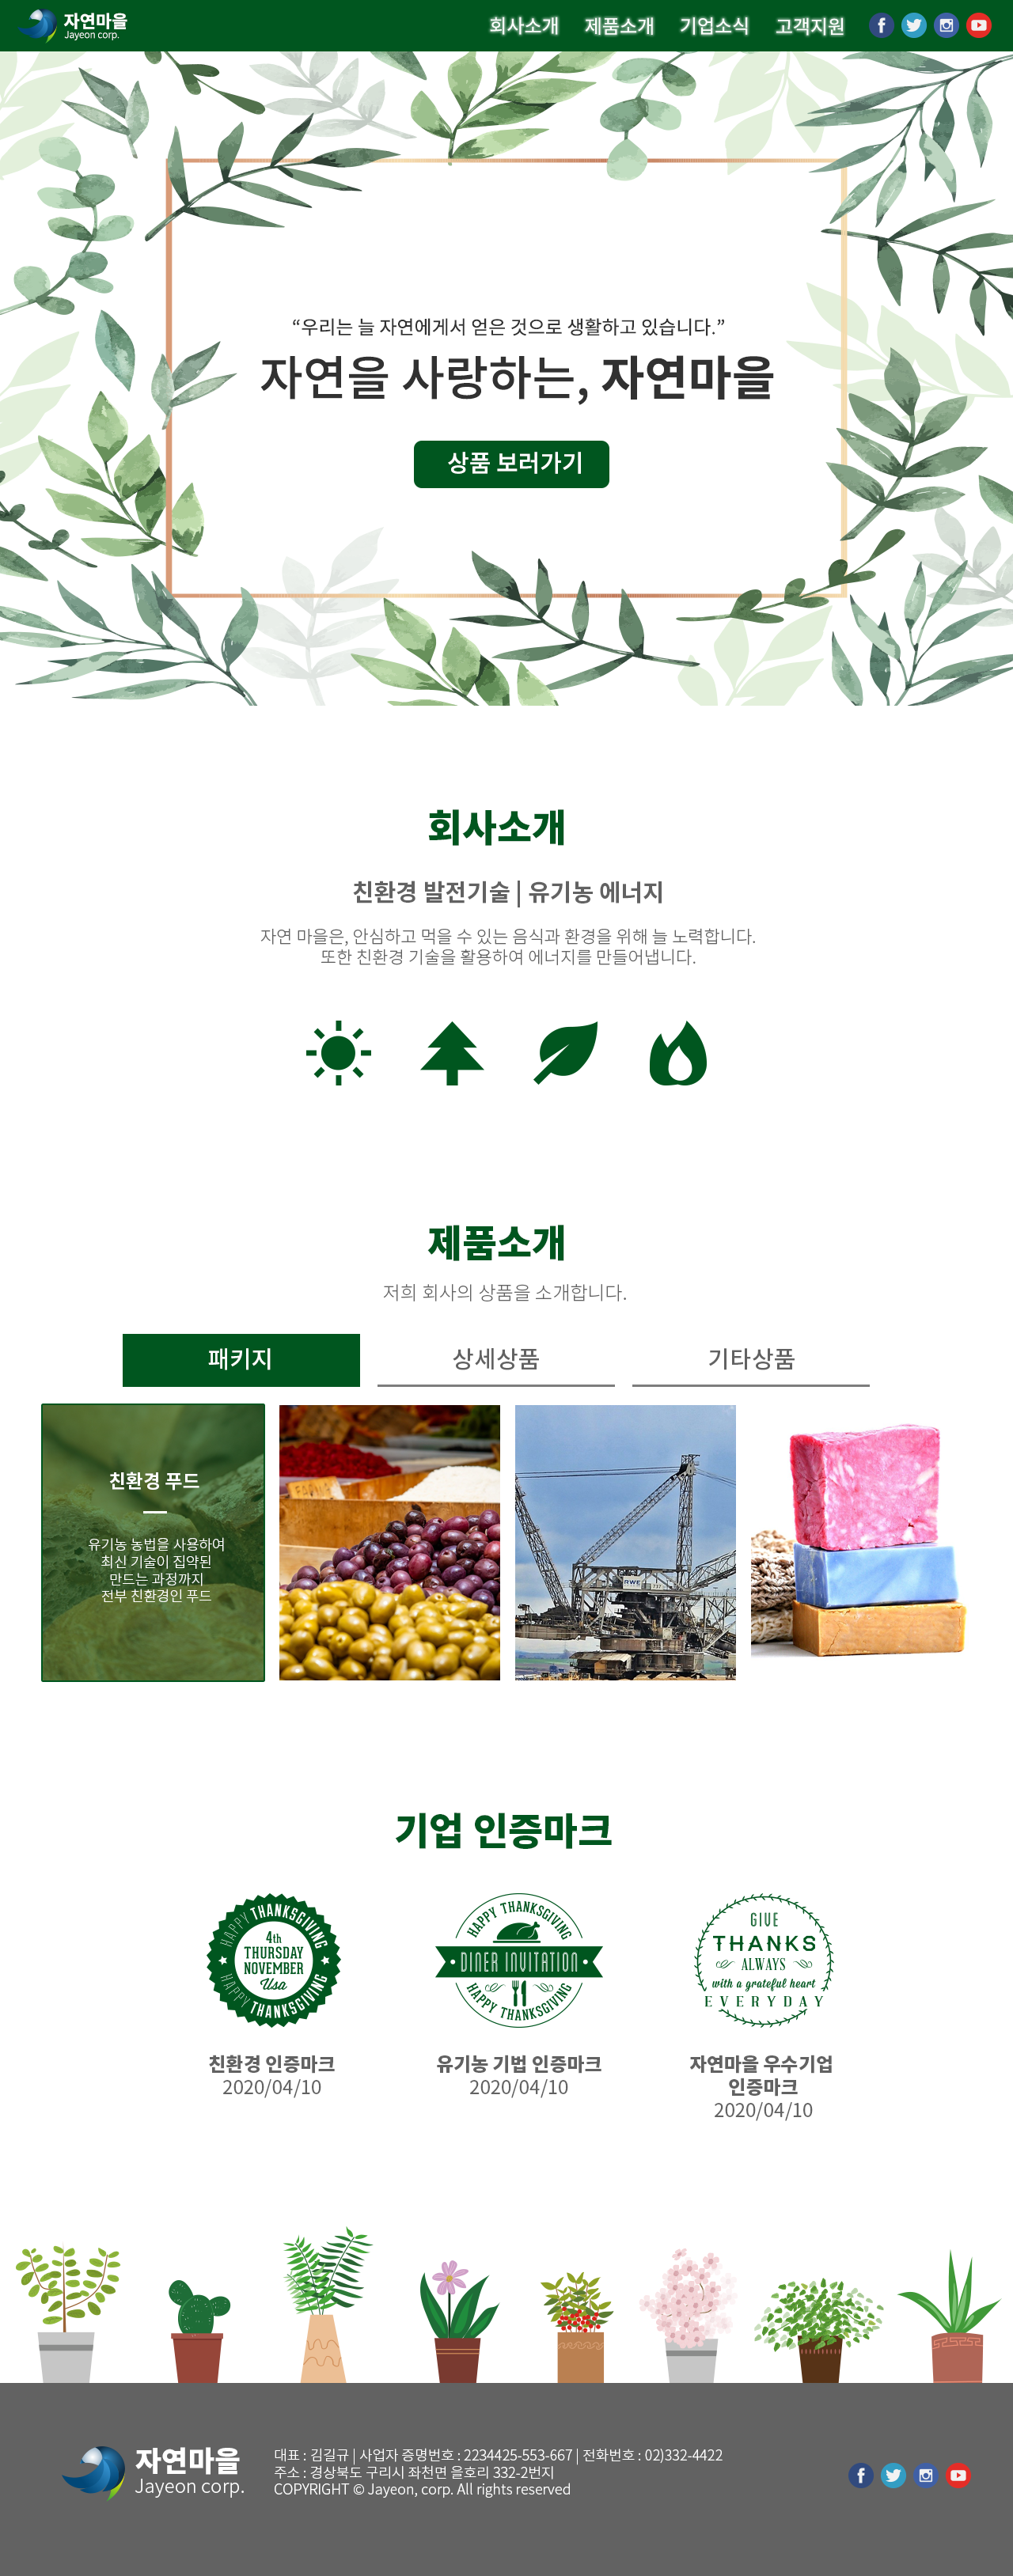 자연마을
Jayeon corp.
회사소개 제품소개 기업소식 고객지원
“우리는 늘 자연에게서 얻은 것으로 생활하고 있습니다.”
자연을 사랑하는, 자연마을
상품 보러가기
회사소개
친환경 발전기술 | 유기농 에너지
자연 마을은, 안심하고 먹을 수 있는 음식과 환경을 위해 늘 노력합니다.
또한 친환경 기술을 활용하여 에너지를 만들어냅니다.
제품소개
저희 회사의 상품을 소개합니다.
패키지 상세상품 기타상품
친환경 푸드
유기농 농법을 사용하여
최신 기술이 집약된
만드는 과정까지
전부 친환경인 푸드
RWE
기업 인증마크
HAPPY THANKSGIVING
4th
THURSDAY
NOVEMBER
Usa
HAPPY THANKSGIVING
HAPPY THANKSGIVING
DINER INVITATION
HAPPY THANKSGIVING
GIVE
THANKS
ALWAYS
with a grateful heart
EVERYDAY
친환경 인증마크
2020/04/10
유기농 기법 인증마크
2020/04/10
자연마을 우수기업
인증마크
2020/04/10
자연마을
Jayeon corp.
대표 : 김길규 | 사업자 증명번호 : 2234425-553-667 | 전화번호 : 02)332-4422
주소 : 경상북도 구리시 좌천면 을호리 332-2번지
COPYRIGHT © Jayeon, corp. All rights reserved